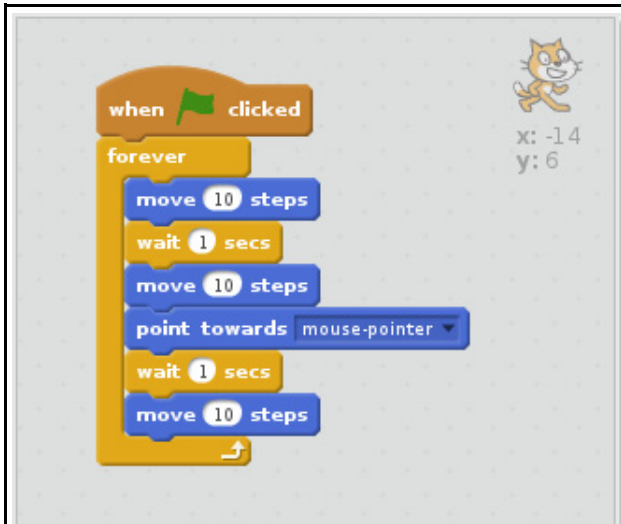 when clicked
x: -14
y: 6
forever
move 10 steps
wait 1 secs
move 10 steps
point towards mouse-pointer
wait 1 secs
move 10 steps